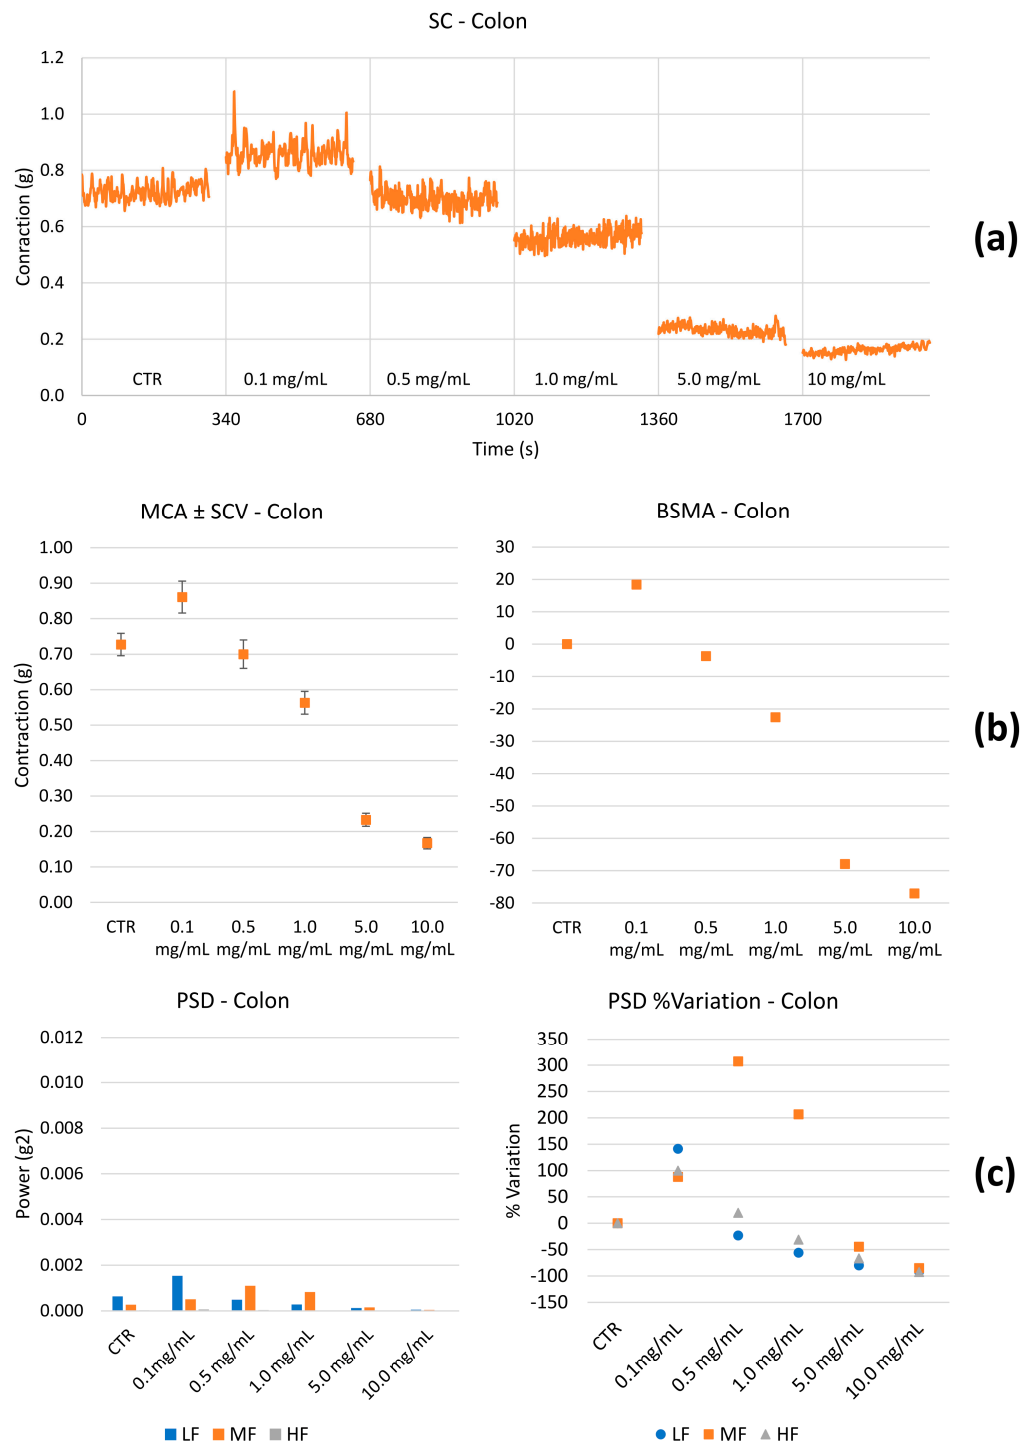 SC - Colon
1.2
1.0
0.8
0.6
0.4
0.2
0.0
Conraction (g)
CTR
0.1 mg/mL
0.5 mg/mL
1.0 mg/mL
5.0 mg/mL
10 mg/mL
0
340
680
1020
1360
1700
Time (s)
(a)
MCA ± SCV - Colon
1.00
0.90
0.80
0.70
0.60
0.50
0.40
0.30
0.20
0.10
0.00
Contraction (g)
CTR
0.1
mg/mL
0.5
mg/mL
1.0
mg/mL
5.0
mg/mL
10.0
mg/mL
BSMA - Colon
30
20
10
0
-10
-20
-30
-40
-50
-60
-70
-80
CTR
0.1
mg/mL
0.5
mg/mL
1.0
mg/mL
5.0
mg/mL
10.0
mg/mL
(b)
PSD - Colon
0.012
0.010
0.008
0.006
0.004
0.002
0.000
Power (g2)
CTR
0.1mg/mL
0.5 mg/mL
1.0 mg/mL
5.0 mg/mL
10.0 mg/mL
LF MF HF
PSD %Variation - Colon
350
300
250
200
150
100
50
0
-50
-100
-150
% Variation
CTR
0.1mg/mL
0.5 mg/mL
1.0 mg/mL
5.0 mg/mL
10.0 mg/mL
LF MF HF
(c)